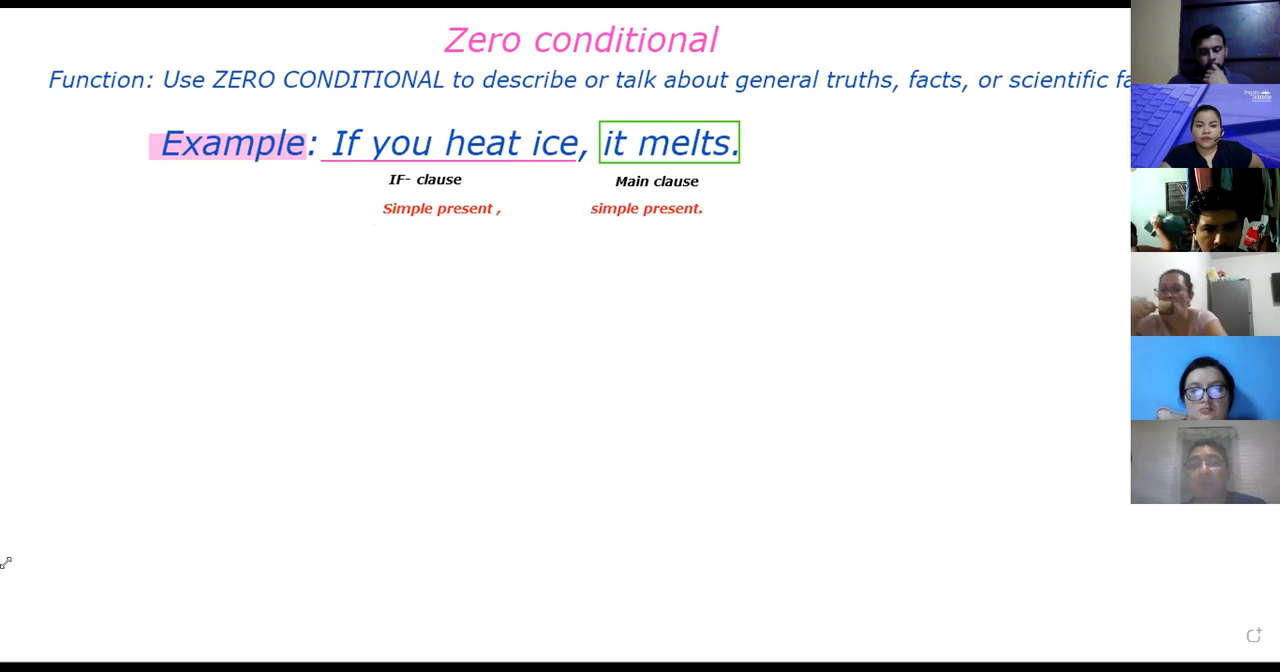 Zero conditional
Function: Use ZERO CONDITIONAL to describe or talk about general truths, facts, or scientific
Example: If you heat ice, it melts.
IF- clause Main clause
Simple present , simple present.